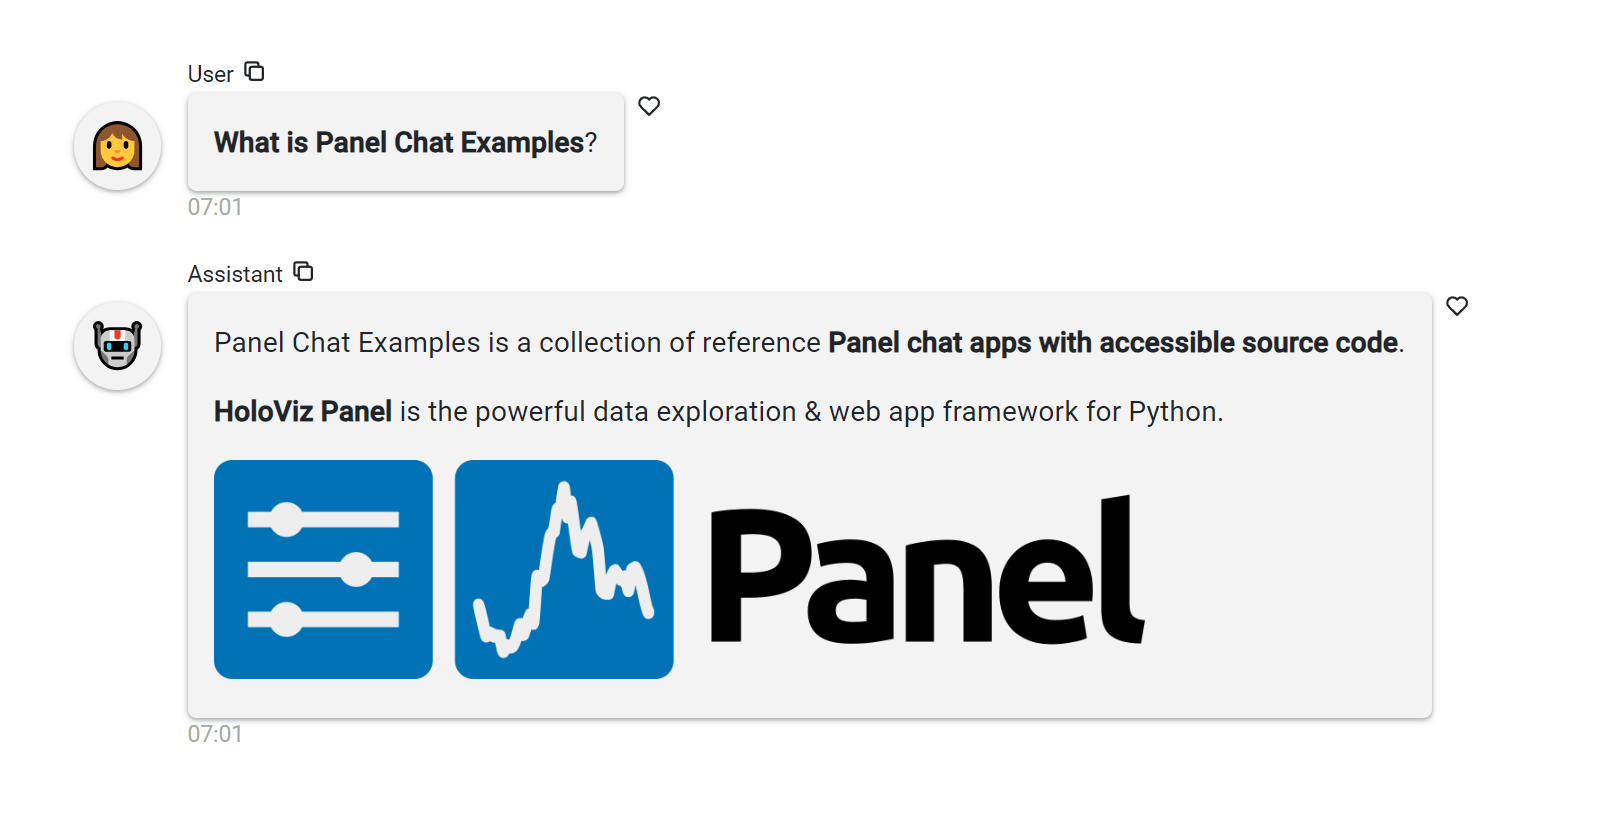 User
What is Panel Chat Examples?
07:01
Assistant
Panel Chat Examples is a collection of reference Panel chat apps with accessible source code.
HoloViz Panel is the powerful data exploration & web app framework for Python.
Panel
07:01